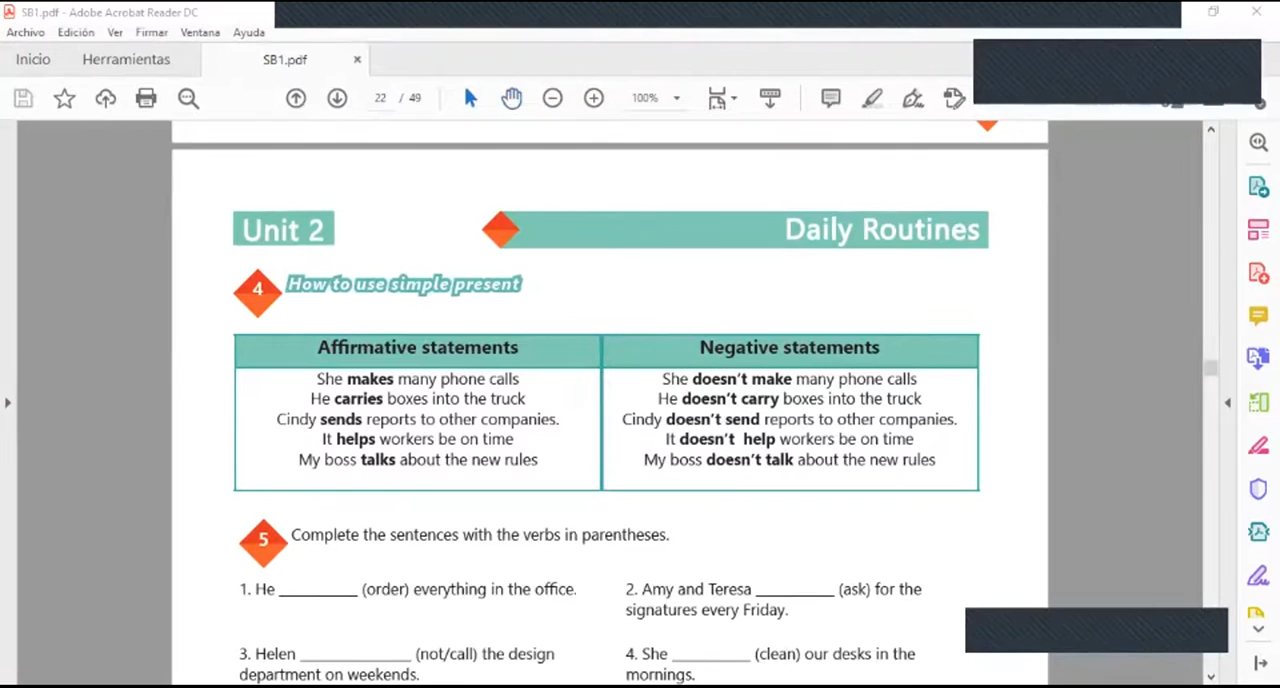 SB1.pdf - Adobe Acrobat Reader DC
Archivo Edición Ver Firmar Ventana Ayuda
Inicio Herramientas SB1.pdf ×
22 / 49 100%
Unit 2 Daily Routines
4 How to use simple present
Affirmative statements Negative statements
She makes many phone calls She doesn't make many phone calls
He carries boxes into the truck He doesn't carry boxes into the truck
Cindy sends reports to other companies. Cindy doesn't send reports to other companies.
It helps workers be on time It doesn't help workers be on time
My boss talks about the new rules My boss doesn't talk about the new rules
5 Complete the sentences with the verbs in parentheses.
1. He _________ (order) everything in the office. 2. Amy and Teresa _________ (ask) for the
signatures every Friday.
3. Helen _____________ (not/call) the design 4. She _________ (clean) our desks in the
department on weekends. mornings.